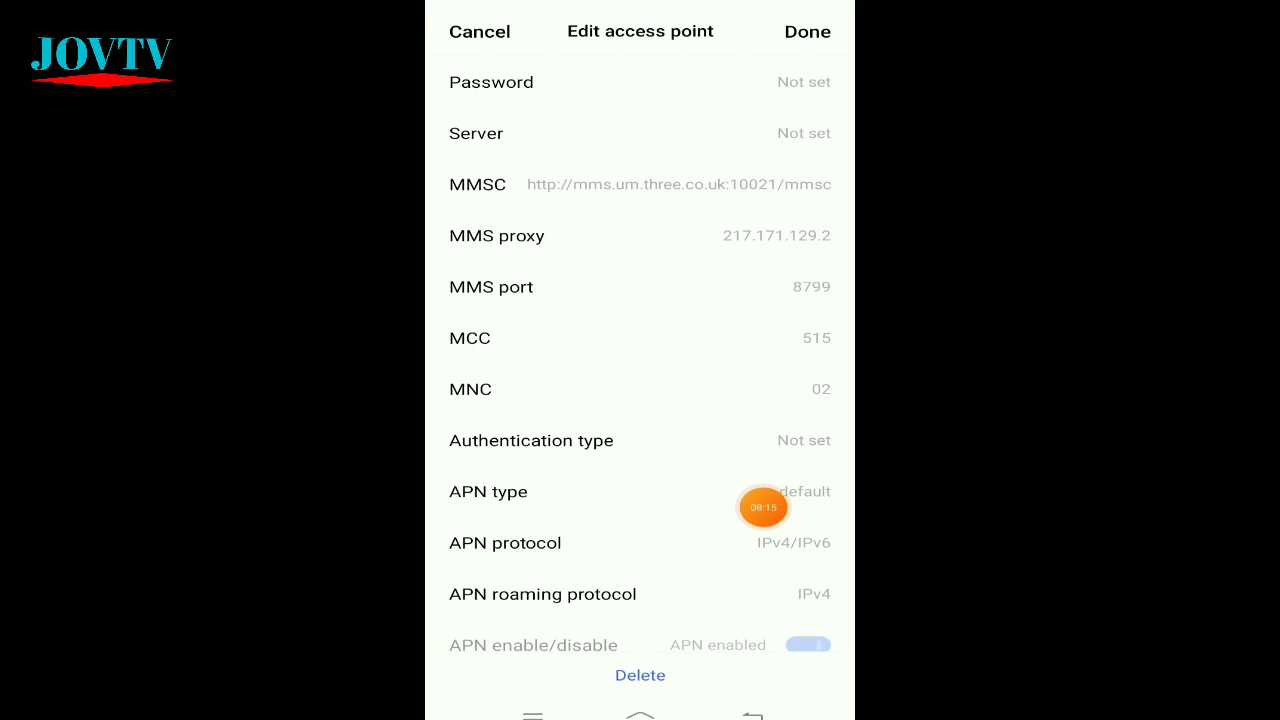 JOVTV
Cancel Edit access point Done
Password Not set
Server Not set
MMSC http://mms.um.three.co.uk:10021/mmsc
MMS proxy 217.171.129.2
MMS port 8799
MCC 515
MNC 02
Authentication type Not set
APN type default
08:15
APN protocol IPv4/IPv6
APN roaming protocol IPv4
APN enable/disable APN enabled
Delete